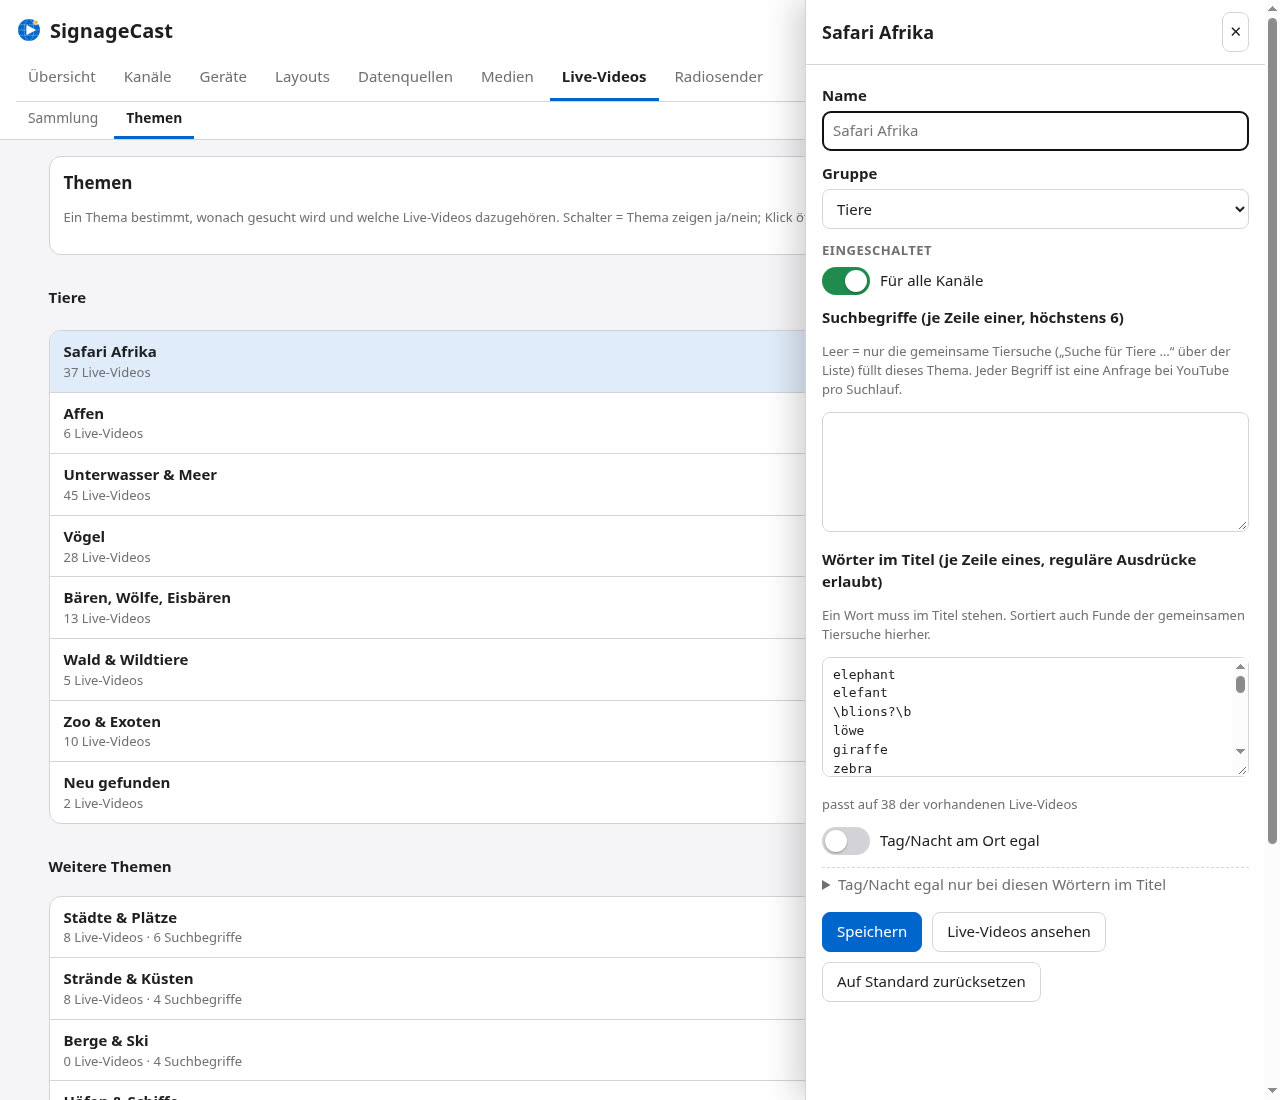 SignageCast
Übersicht Kanäle Geräte Layouts Datenquellen Medien Live-Videos Radiosender
Sammlung Themen
Themen
Ein Thema bestimmt, wonach gesucht wird und welche Live-Videos dazugehören. Schalter = Thema zeigen ja/nein; Klick
Tiere
Safari Afrika
37 Live-Videos
Affen
6 Live-Videos
Unterwasser & Meer
45 Live-Videos
Vögel
28 Live-Videos
Bären, Wölfe, Eisbären
13 Live-Videos
Wald & Wildtiere
5 Live-Videos
Zoo & Exoten
10 Live-Videos
Neu gefunden
2 Live-Videos
Weitere Themen
Städte & Plätze
8 Live-Videos · 6 Suchbegriffe
Strände & Küsten
8 Live-Videos · 4 Suchbegriffe
Berge & Ski
0 Live-Videos · 4 Suchbegriffe
Häfen & Schiffe
Safari Afrika
✕
Name
Safari Afrika
Gruppe
Tiere
EINGESCHALTET
Für alle Kanäle
Suchbegriffe (je Zeile einer, höchstens 6)
Leer = nur die gemeinsame Tiersuche („Suche für Tiere …“ über der
Liste) füllt dieses Thema. Jeder Begriff ist eine Anfrage bei YouTube
pro Suchlauf.
Wörter im Titel (je Zeile eines, reguläre Ausdrücke
erlaubt)
Ein Wort muss im Titel stehen. Sortiert auch Funde der gemeinsamen
Tiersuche hierher.
elephant
elefant
\blions?\b
löwe
giraffe
zebra
passt auf 38 der vorhandenen Live-Videos
Tag/Nacht am Ort egal
Tag/Nacht egal nur bei diesen Wörtern im Titel
Speichern
Live-Videos ansehen
Auf Standard zurücksetzen